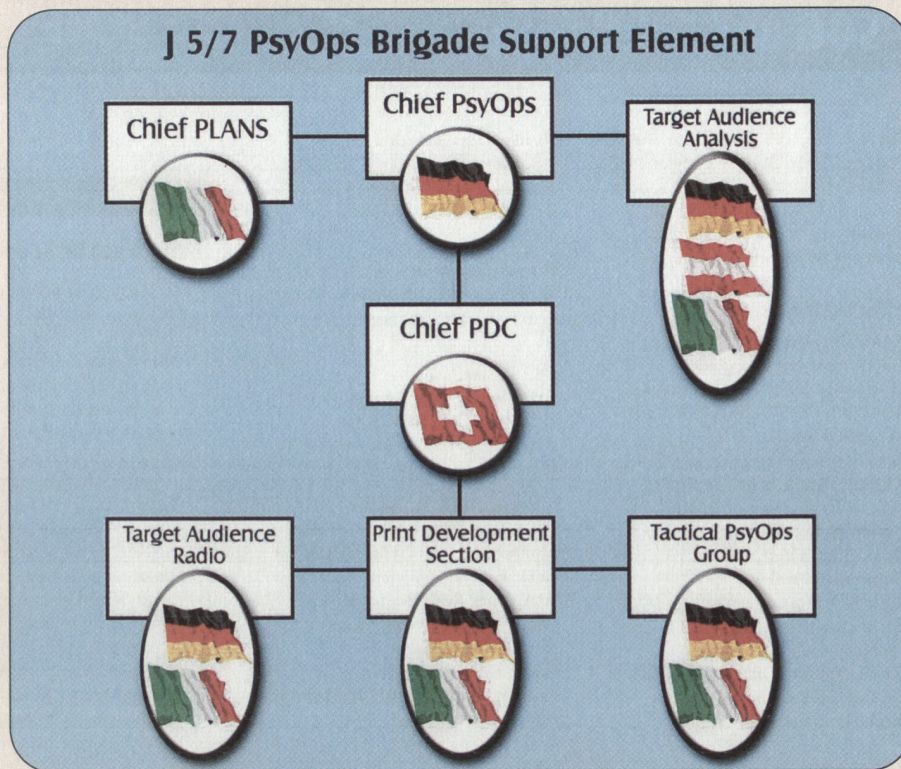 J 5/7 PsyOps Brigade Support Element
Chief PLANS
Chief PsyOps
Target Audience
Analysis
Chief PDC
Target Audience
Radio
Print Development
Section
Tactical PsyOps
Group